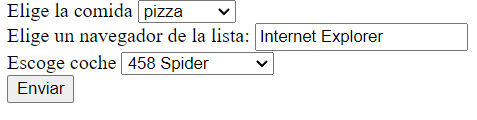 Elige la comida pizza
Elige un navegador de la lista: Internet Explorer
Escoge coche 458 Spider
Enviar